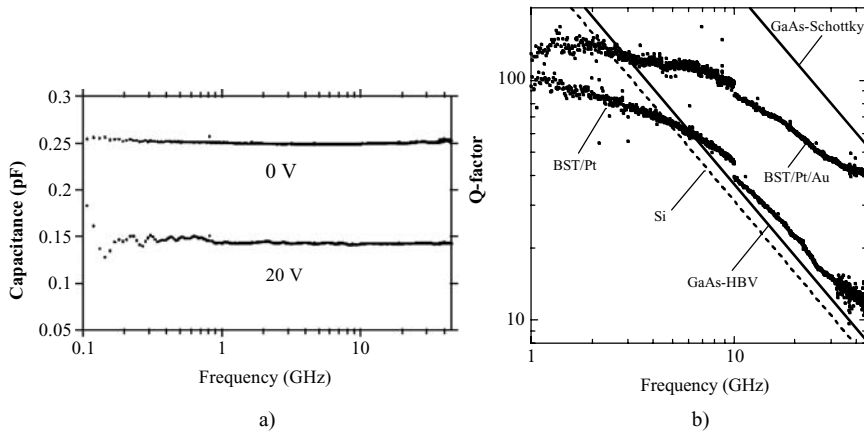 0.3
0.25
0.2
0.15
0.1
0.05
Capacitance (pF)
0 V
20 V
0.1
1
10
Frequency (GHz)
a)
100
10
Q-factor
GaAs-Schottky
BST/Pt
BST/Pt/Au
Si
GaAs-HBV
1
10
Frequency (GHz)
b)